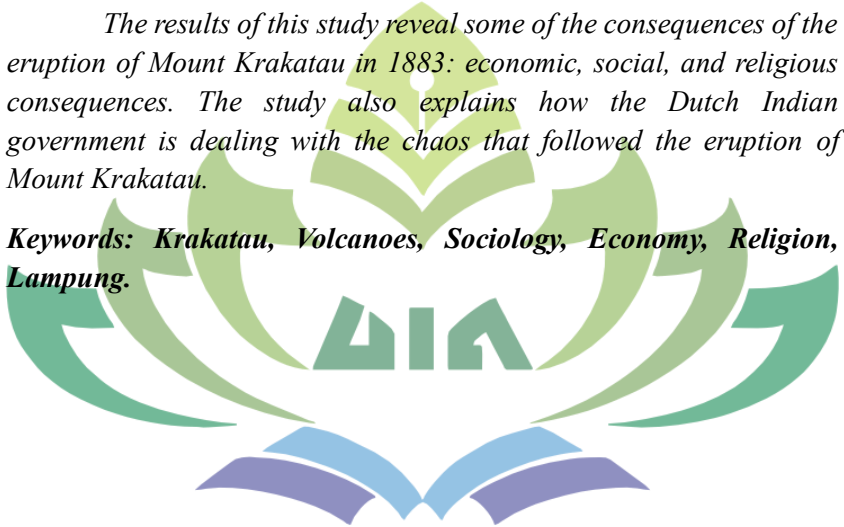 The results of this study reveal some of the consequences of the
eruption of Mount Krakatau in 1883: economic, social, and religious
consequences. The study also explains how the Dutch Indian
government is dealing with the chaos that followed the eruption of
Mount Krakatau.
Keywords: Krakatau, Volcanoes, Sociology, Economy, Religion,
Lampung.
UIN